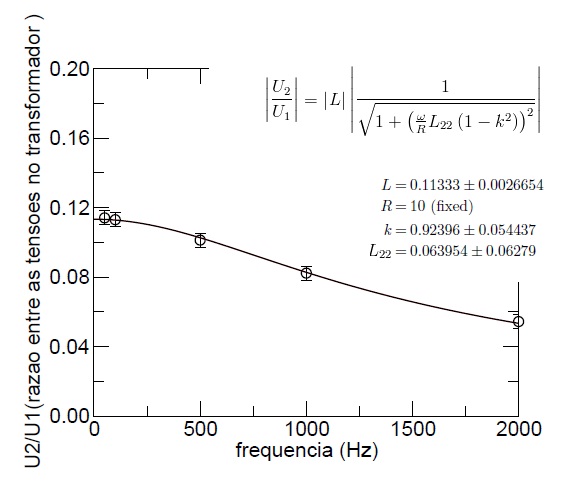 U2/U1(razao entre as tensoes no transformador )
0.20
0.16
0.12
0.08
0.04
0.00
|U₂/U₁| = |L| |1/√(1 + (ω/R L₂₂ (1 − k²))²)|
L = 0.11333 ± 0.0026654
R = 10 (fixed)
k = 0.92396 ± 0.054437
L₂₂ = 0.063954 ± 0.06279
0 500 1000 1500 2000
frequencia (Hz)